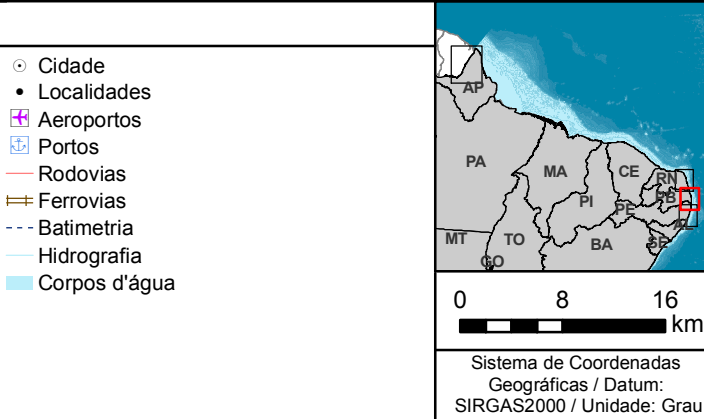 Cidade
Localidades
Aeroportos
Portos
Rodovias
Ferrovias
Batimetria
Hidrografia
Corpos d'água
AP
PA
MA
CE
RN
PB
PI
PE
AL
MT
TO
BA
SE
GO
0 8 16
km
Sistema de Coordenadas
Geográficas / Datum:
SIRGAS2000 / Unidade: Grau